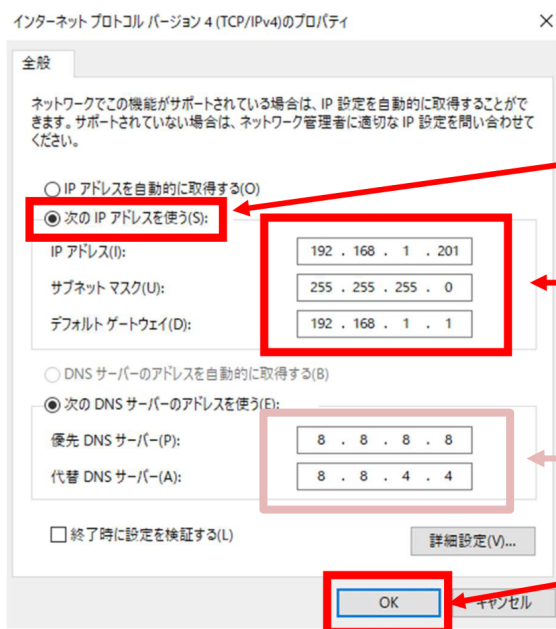 インターネット プロトコル バージョン 4 (TCP/IPv4)のプロパティ
全般
ネットワークでこの機能がサポートされている場合は、IP 設定を自動的に取得することがで
きます。サポートされていない場合は、ネットワーク管理者に適切な IP 設定を問い合わせて
ください。
IP アドレスを自動的に取得する(O)
次の IP アドレスを使う(S):
IP アドレス(I): 192 . 168 . 1 . 201
サブネット マスク(U): 255 . 255 . 255 . 0
デフォルト ゲートウェイ(D): 192 . 168 . 1 . 1
DNS サーバーのアドレスを自動的に取得する(B)
次の DNS サーバーのアドレスを使う(E):
優先 DNS サーバー(P): 8 . 8 . 8 . 8
代替 DNS サーバー(A): 8 . 8 . 4 . 4
終了時に設定を検証する(L) 詳細設定(V)...
OK キャンセル